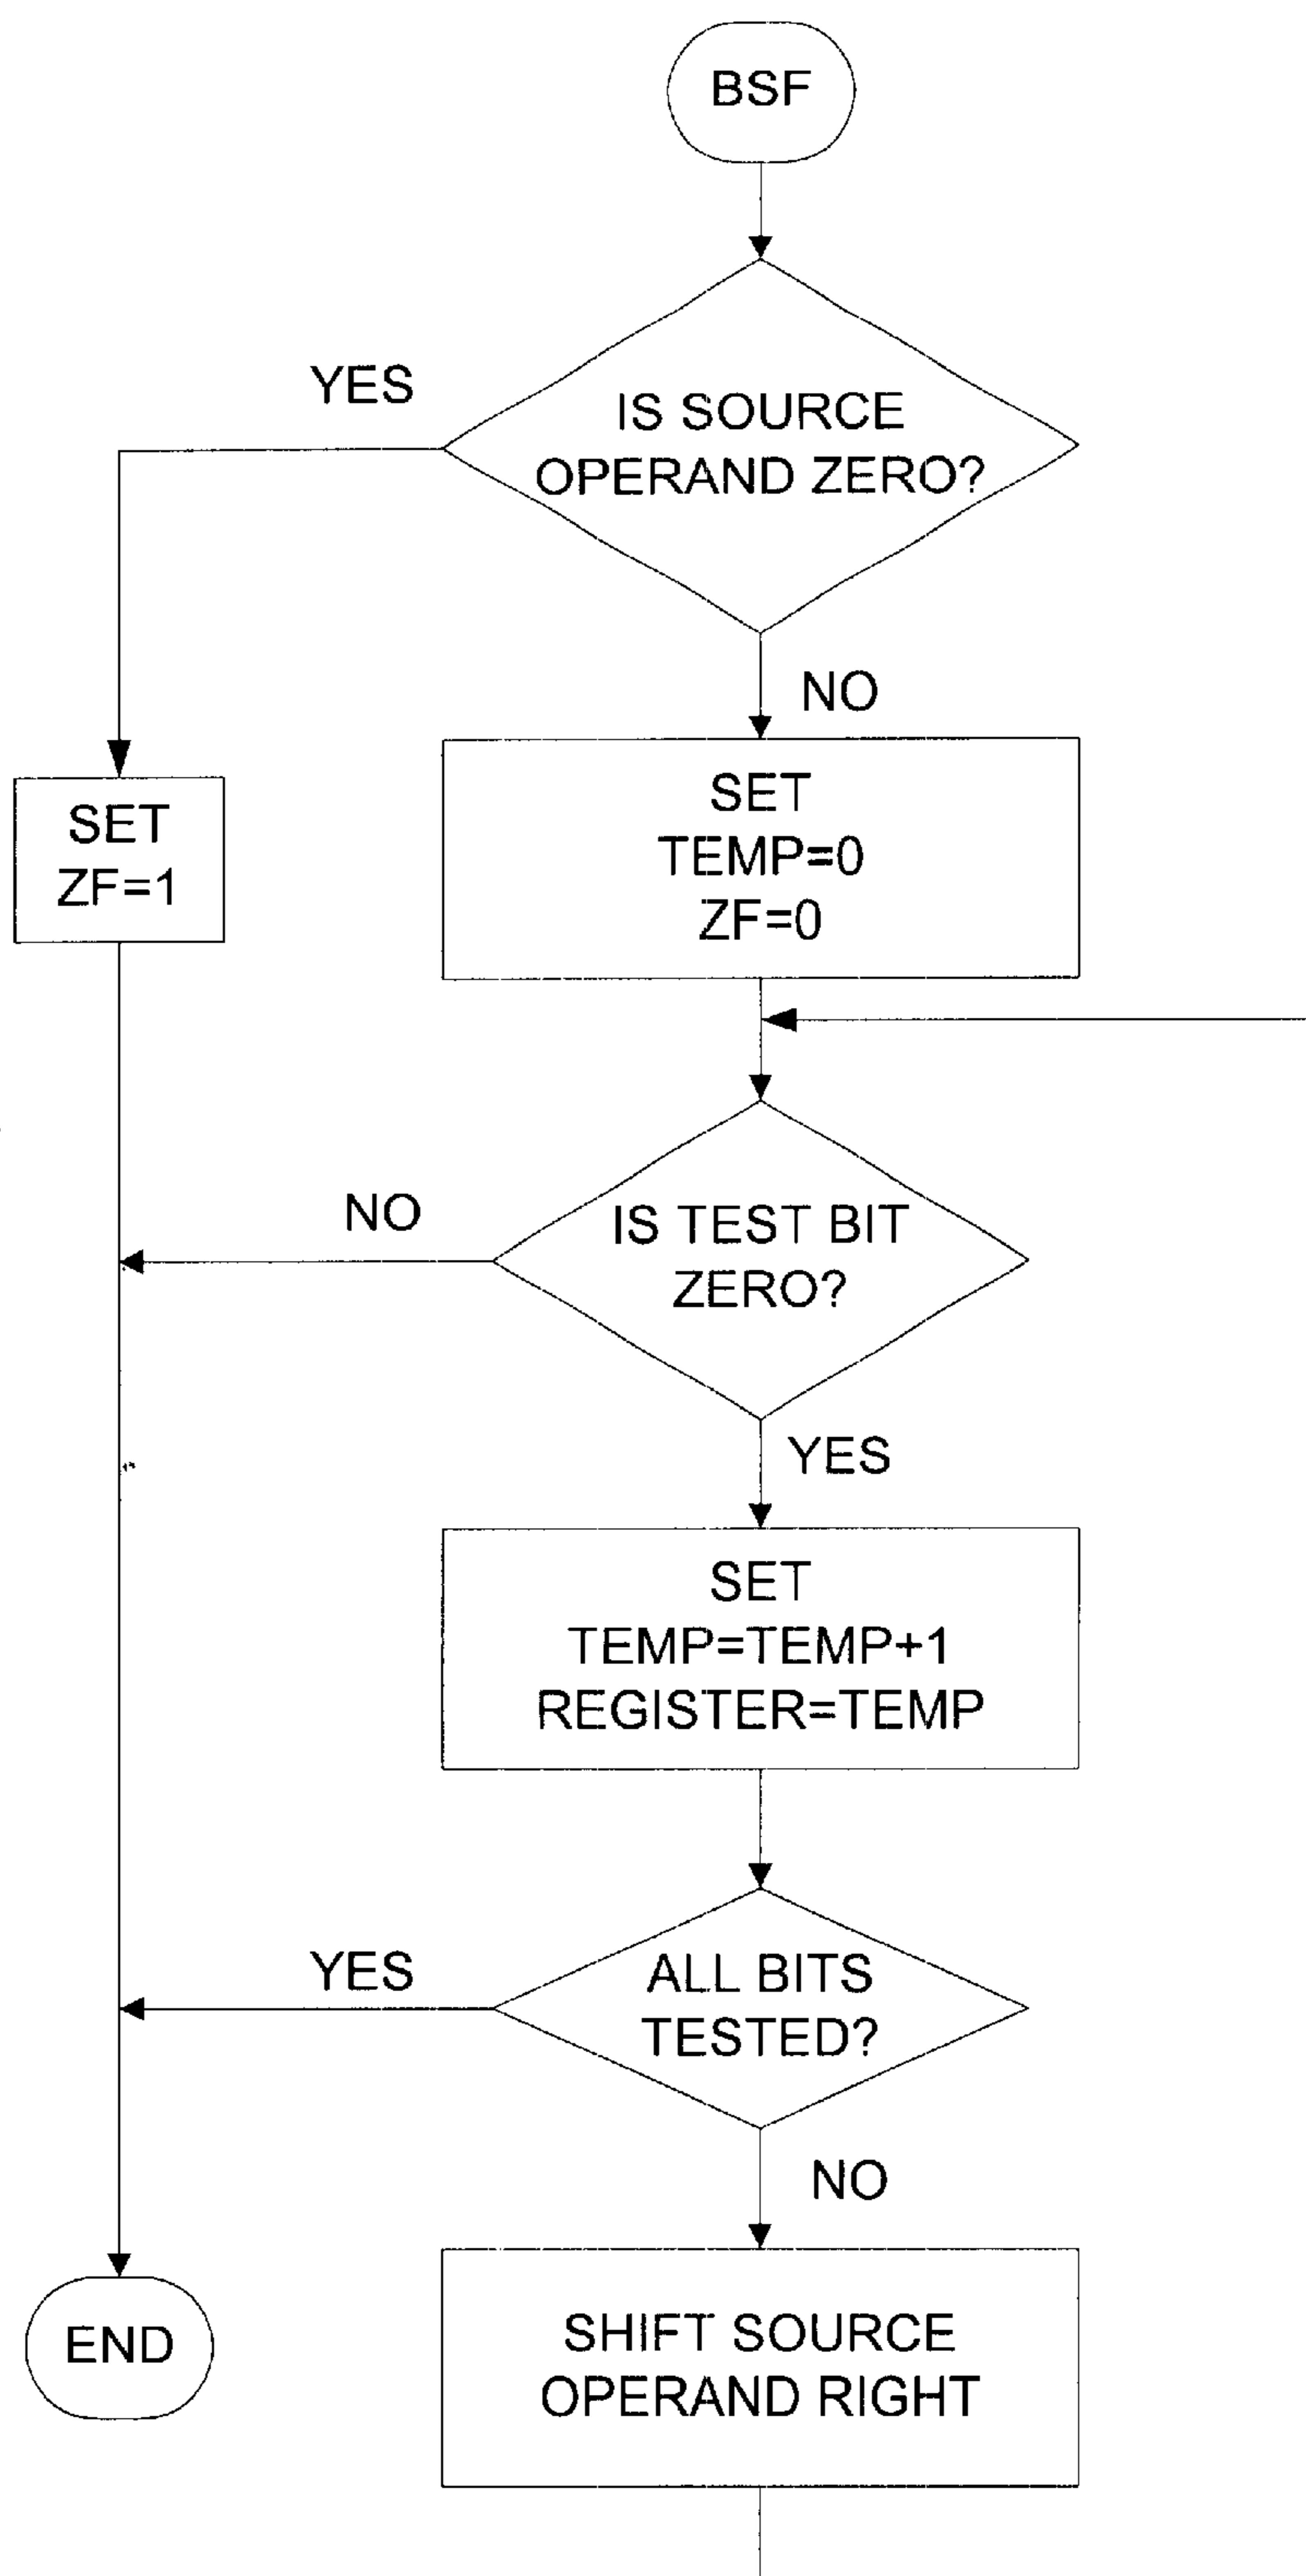 BSF
YES
IS SOURCE
OPERAND ZERO?
NO
SET
ZF=1
SET
TEMP=0
ZF=0
NO
IS TEST BIT
ZERO?
YES
SET
TEMP=TEMP+1
REGISTER=TEMP
YES
ALL BITS
TESTED?
NO
END
SHIFT SOURCE
OPERAND RIGHT